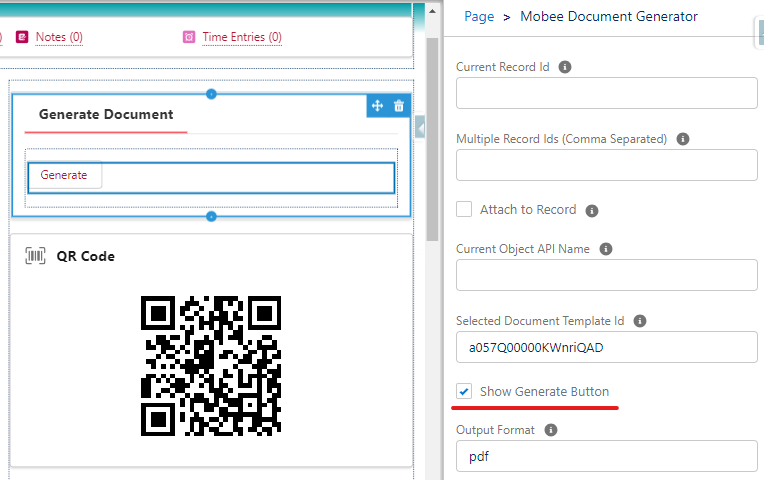 ) Notes (0) Time Entries (0)
Generate Document
Generate
QR Code
Page > Mobee Document Generator
Current Record Id
Multiple Record Ids (Comma Separated)
Attach to Record
Current Object API Name
Selected Document Template Id
a057Q00000KWnriQAD
Show Generate Button
Output Format
pdf